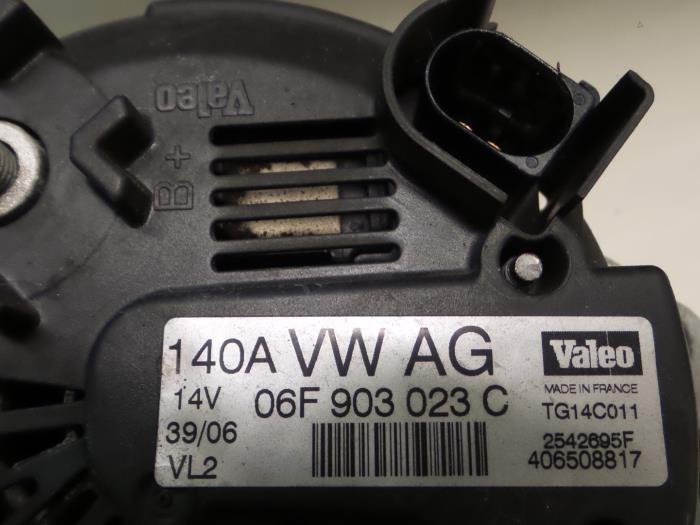 Valeo
B+
140A VW AG
14V 06F 903 023 C
39/06
VL2
Valeo
MADE IN FRANCE
TG14C011
2542695F
406508817